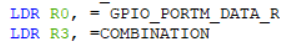 LDR R0, =GPIO_PORTM_DATA_R
LDR R3, =COMBINATION